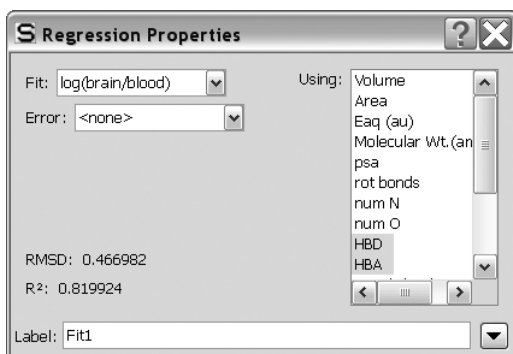 S Regression Properties
Fit: log(brain/blood)
Error: <none>
Using: Volume
Area
Eaq (au)
Molecular Wt.(an
psa
rot bonds
num N
num O
HBD
HBA
RMSD: 0.466982
R²: 0.819924
Label: Fit1